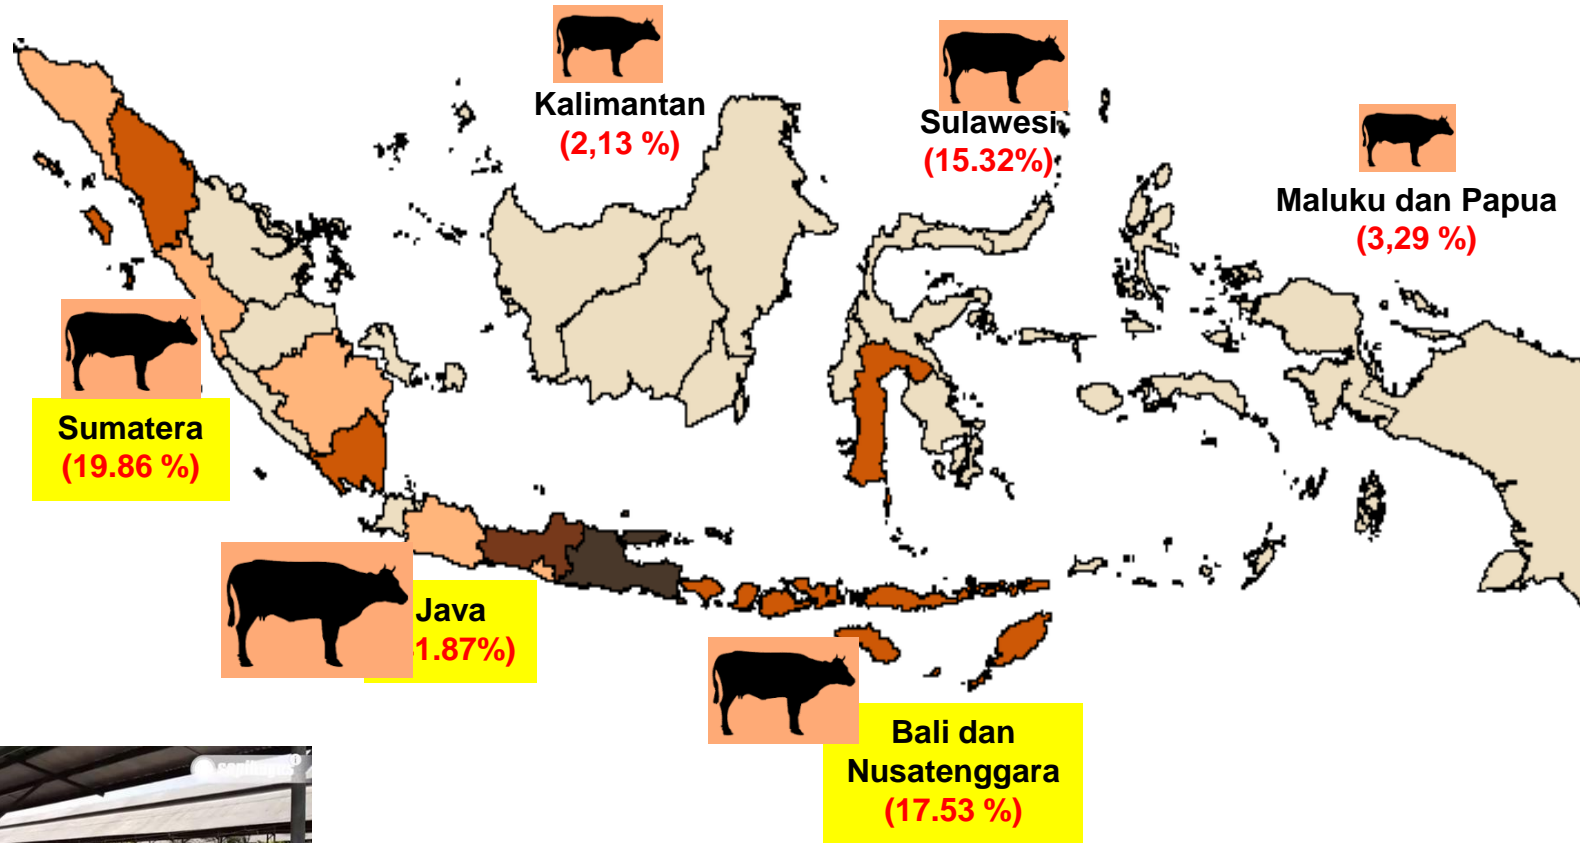 Kalimantan
(2,13 %)
Sulawesi
(15.32%)
Maluku dan Papua
(3,29 %)
Sumatera
(19.86 %)
Java
1.87%)
Bali dan
Nusatenggara
(17.53 %)